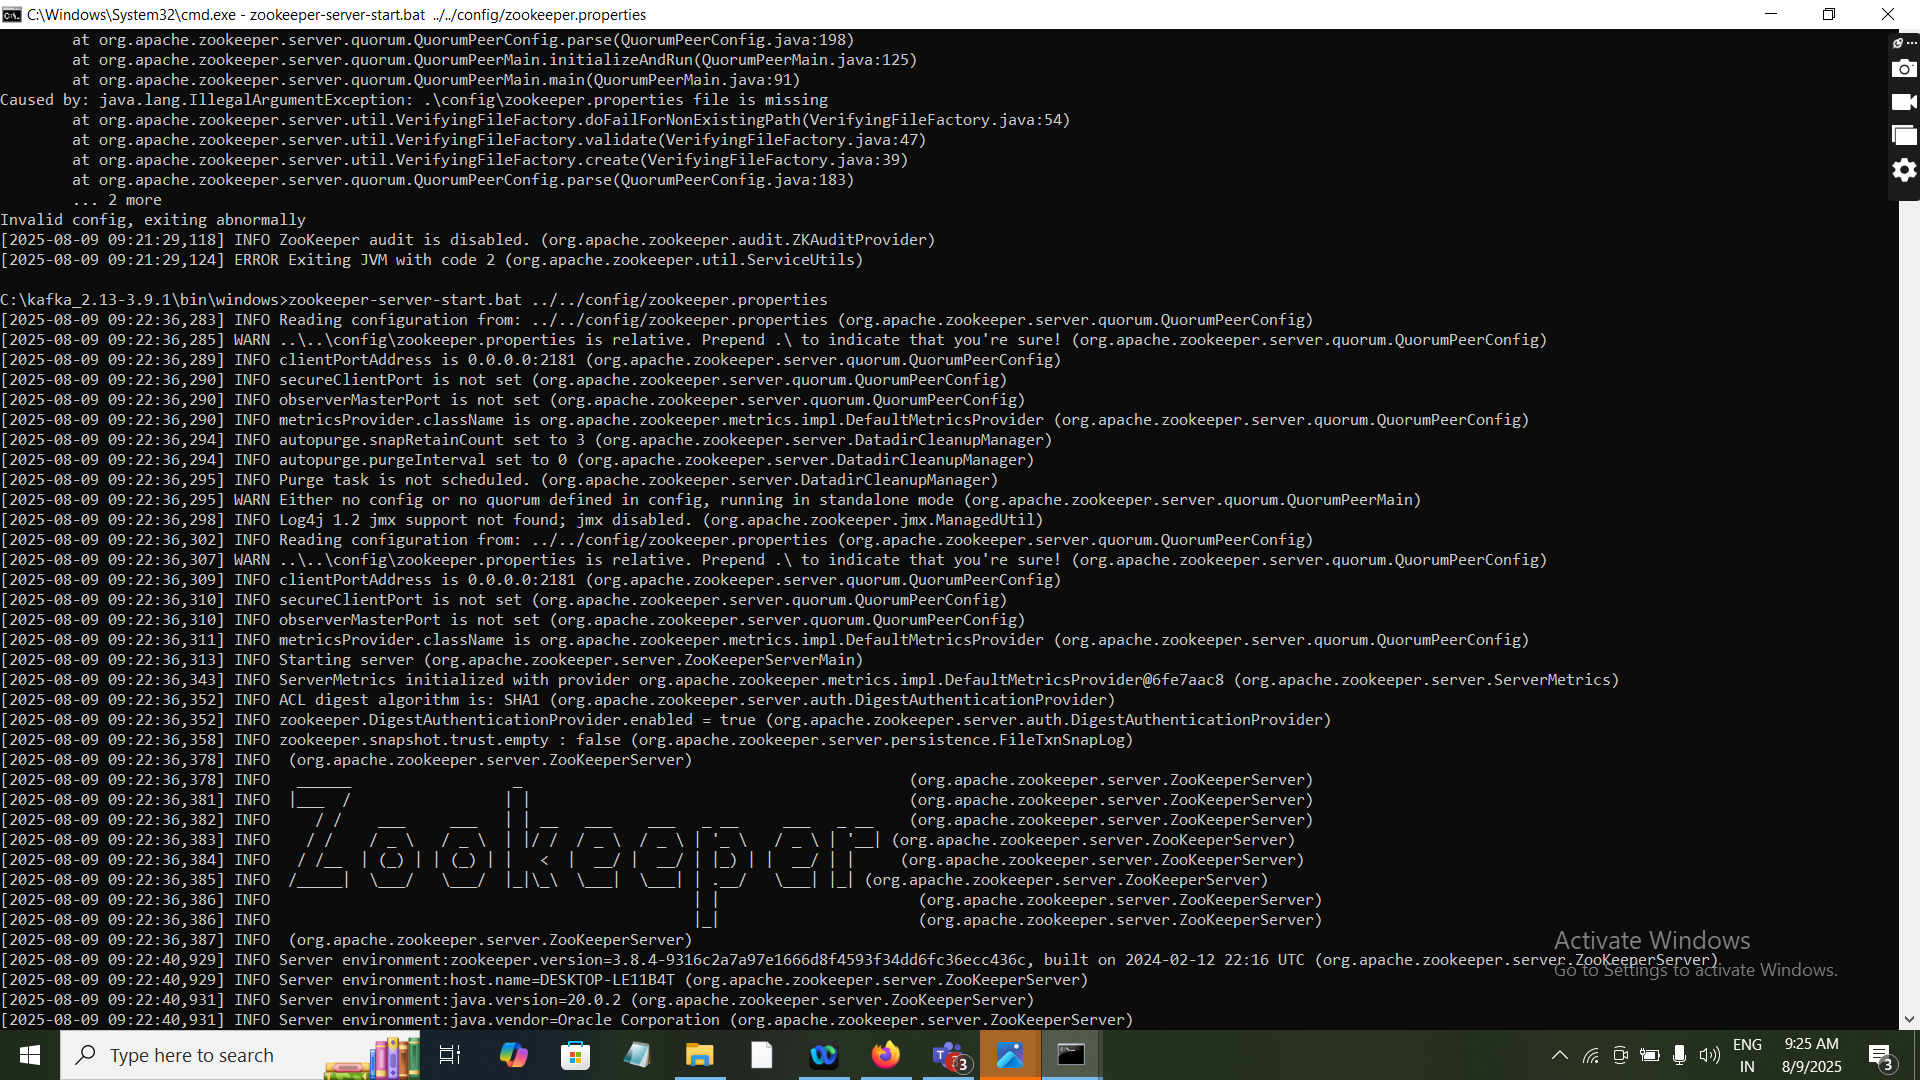 C:\Windows\System32\cmd.exe - zookeeper-server-start.bat ../../config/zookeeper.properties
at org.apache.zookeeper.server.quorum.QuorumPeerConfig.parse(QuorumPeerConfig.java:198)
at org.apache.zookeeper.server.quorum.QuorumPeerMain.initializeAndRun(QuorumPeerMain.java:125)
at org.apache.zookeeper.server.quorum.QuorumPeerMain.main(QuorumPeerMain.java:91)
Caused by: java.lang.IllegalArgumentException: .\config\zookeeper.properties file is missing
at org.apache.zookeeper.server.util.VerifyingFileFactory.doFailForNonExistingPath(VerifyingFileFactory.java:54)
at org.apache.zookeeper.server.util.VerifyingFileFactory.validate(VerifyingFileFactory.java:47)
at org.apache.zookeeper.server.util.VerifyingFileFactory.create(VerifyingFileFactory.java:39)
at org.apache.zookeeper.server.quorum.QuorumPeerConfig.parse(QuorumPeerConfig.java:183)
... 2 more
Invalid config, exiting abnormally
[2025-08-09 09:21:29,118] INFO ZooKeeper audit is disabled. (org.apache.zookeeper.audit.ZKAuditProvider)
[2025-08-09 09:21:29,124] ERROR Exiting JVM with code 2 (org.apache.zookeeper.util.ServiceUtils)
C:\kafka_2.13-3.9.1\bin\windows>zookeeper-server-start.bat ../../config/zookeeper.properties
[2025-08-09 09:22:36,283] INFO Reading configuration from: ../../config/zookeeper.properties (org.apache.zookeeper.server.quorum.QuorumPeerConfig)
[2025-08-09 09:22:36,285] WARN ..\..\config\zookeeper.properties is relative. Prepend .\ to indicate that you're sure! (org.apache.zookeeper.server.quorum.QuorumPeerConfig)
[2025-08-09 09:22:36,289] INFO clientPortAddress is 0.0.0.0:2181 (org.apache.zookeeper.server.quorum.QuorumPeerConfig)
[2025-08-09 09:22:36,290] INFO secureClientPort is not set (org.apache.zookeeper.server.quorum.QuorumPeerConfig)
[2025-08-09 09:22:36,290] INFO observerMasterPort is not set (org.apache.zookeeper.server.quorum.QuorumPeerConfig)
[2025-08-09 09:22:36,290] INFO metricsProvider.className is org.apache.zookeeper.metrics.impl.DefaultMetricsProvider (org.apache.zookeeper.server.quorum.QuorumPeerConfig)
[2025-08-09 09:22:36,294] INFO autopurge.snapRetainCount set to 3 (org.apache.zookeeper.server.DatadirCleanupManager)
[2025-08-09 09:22:36,294] INFO autopurge.purgeInterval set to 0 (org.apache.zookeeper.server.DatadirCleanupManager)
[2025-08-09 09:22:36,295] INFO Purge task is not scheduled. (org.apache.zookeeper.server.DatadirCleanupManager)
[2025-08-09 09:22:36,295] WARN Either no config or no quorum defined in config, running in standalone mode (org.apache.zookeeper.server.quorum.QuorumPeerMain)
[2025-08-09 09:22:36,298] INFO Log4j 1.2 jmx support not found; jmx disabled. (org.apache.zookeeper.jmx.ManagedUtil)
[2025-08-09 09:22:36,302] INFO Reading configuration from: ../../config/zookeeper.properties (org.apache.zookeeper.server.quorum.QuorumPeerConfig)
[2025-08-09 09:22:36,307] WARN ..\..\config\zookeeper.properties is relative. Prepend .\ to indicate that you're sure! (org.apache.zookeeper.server.quorum.QuorumPeerConfig)
[2025-08-09 09:22:36,309] INFO clientPortAddress is 0.0.0.0:2181 (org.apache.zookeeper.server.quorum.QuorumPeerConfig)
[2025-08-09 09:22:36,310] INFO secureClientPort is not set (org.apache.zookeeper.server.quorum.QuorumPeerConfig)
[2025-08-09 09:22:36,310] INFO observerMasterPort is not set (org.apache.zookeeper.server.quorum.QuorumPeerConfig)
[2025-08-09 09:22:36,311] INFO metricsProvider.className is org.apache.zookeeper.metrics.impl.DefaultMetricsProvider (org.apache.zookeeper.server.quorum.QuorumPeerConfig)
[2025-08-09 09:22:36,313] INFO Starting server (org.apache.zookeeper.server.ZooKeeperServerMain)
[2025-08-09 09:22:36,343] INFO ServerMetrics initialized with provider org.apache.zookeeper.metrics.impl.DefaultMetricsProvider@6fe7aac8 (org.apache.zookeeper.server.ServerMetrics)
[2025-08-09 09:22:36,352] INFO ACL digest algorithm is: SHA1 (org.apache.zookeeper.server.auth.DigestAuthenticationProvider)
[2025-08-09 09:22:36,352] INFO zookeeper.DigestAuthenticationProvider.enabled = true (org.apache.zookeeper.server.auth.DigestAuthenticationProvider)
[2025-08-09 09:22:36,358] INFO zookeeper.snapshot.trust.empty : false (org.apache.zookeeper.server.persistence.FileTxnSnapLog)
[2025-08-09 09:22:36,378] INFO  (org.apache.zookeeper.server.ZooKeeperServer)
[2025-08-09 09:22:36,378] INFO   ______                  _                                           (org.apache.zookeeper.server.ZooKeeperServer)
[2025-08-09 09:22:36,381] INFO  |___  /                 | |                                          (org.apache.zookeeper.server.ZooKeeperServer)
[2025-08-09 09:22:36,382] INFO     / /    ___     ___   | | __   ___    ___   _ __     ___   _ __    (org.apache.zookeeper.server.ZooKeeperServer)
[2025-08-09 09:22:36,383] INFO    / /    / _ \   / _ \  | |/ /  / _ \  / _ \ | '_ \   / _ \ | '__| (org.apache.zookeeper.server.ZooKeeperServer)
[2025-08-09 09:22:36,384] INFO   / /__  | (_) | | (_) | |   <  |  __/ |  __/ | |_) | |  __/ | |     (org.apache.zookeeper.server.ZooKeeperServer)
[2025-08-09 09:22:36,385] INFO  /_____|  \___/   \___/  |_|\_\  \___|  \___| | .__/   \___| |_| (org.apache.zookeeper.server.ZooKeeperServer)
[2025-08-09 09:22:36,386] INFO                                               | |                      (org.apache.zookeeper.server.ZooKeeperServer)
[2025-08-09 09:22:36,386] INFO                                               |_|                      (org.apache.zookeeper.server.ZooKeeperServer)
[2025-08-09 09:22:36,387] INFO  (org.apache.zookeeper.server.ZooKeeperServer)
[2025-08-09 09:22:40,929] INFO Server environment:zookeeper.version=3.8.4-9316c2a7a97e1666d8f4593f34dd6fc36ecc436c, built on 2024-02-12 22:16 UTC (org.apache.zookeeper.server.ZooKeeperServer)
[2025-08-09 09:22:40,929] INFO Server environment:host.name=DESKTOP-LE11B4T (org.apache.zookeeper.server.ZooKeeperServer)
[2025-08-09 09:22:40,931] INFO Server environment:java.version=20.0.2 (org.apache.zookeeper.server.ZooKeeperServer)
[2025-08-09 09:22:40,931] INFO Server environment:java.vendor=Oracle Corporation (org.apache.zookeeper.server.ZooKeeperServer)
Activate Windows
Go to Settings to activate Windows.
Type here to search
3
ENG
IN
9:25 AM
8/9/2025
3